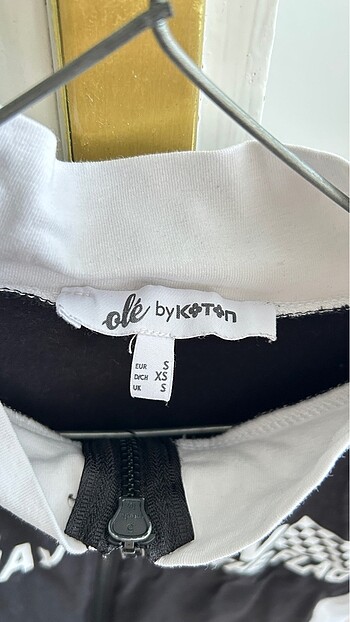 olé by KOTON
EUR S
D/CH XS
UK S